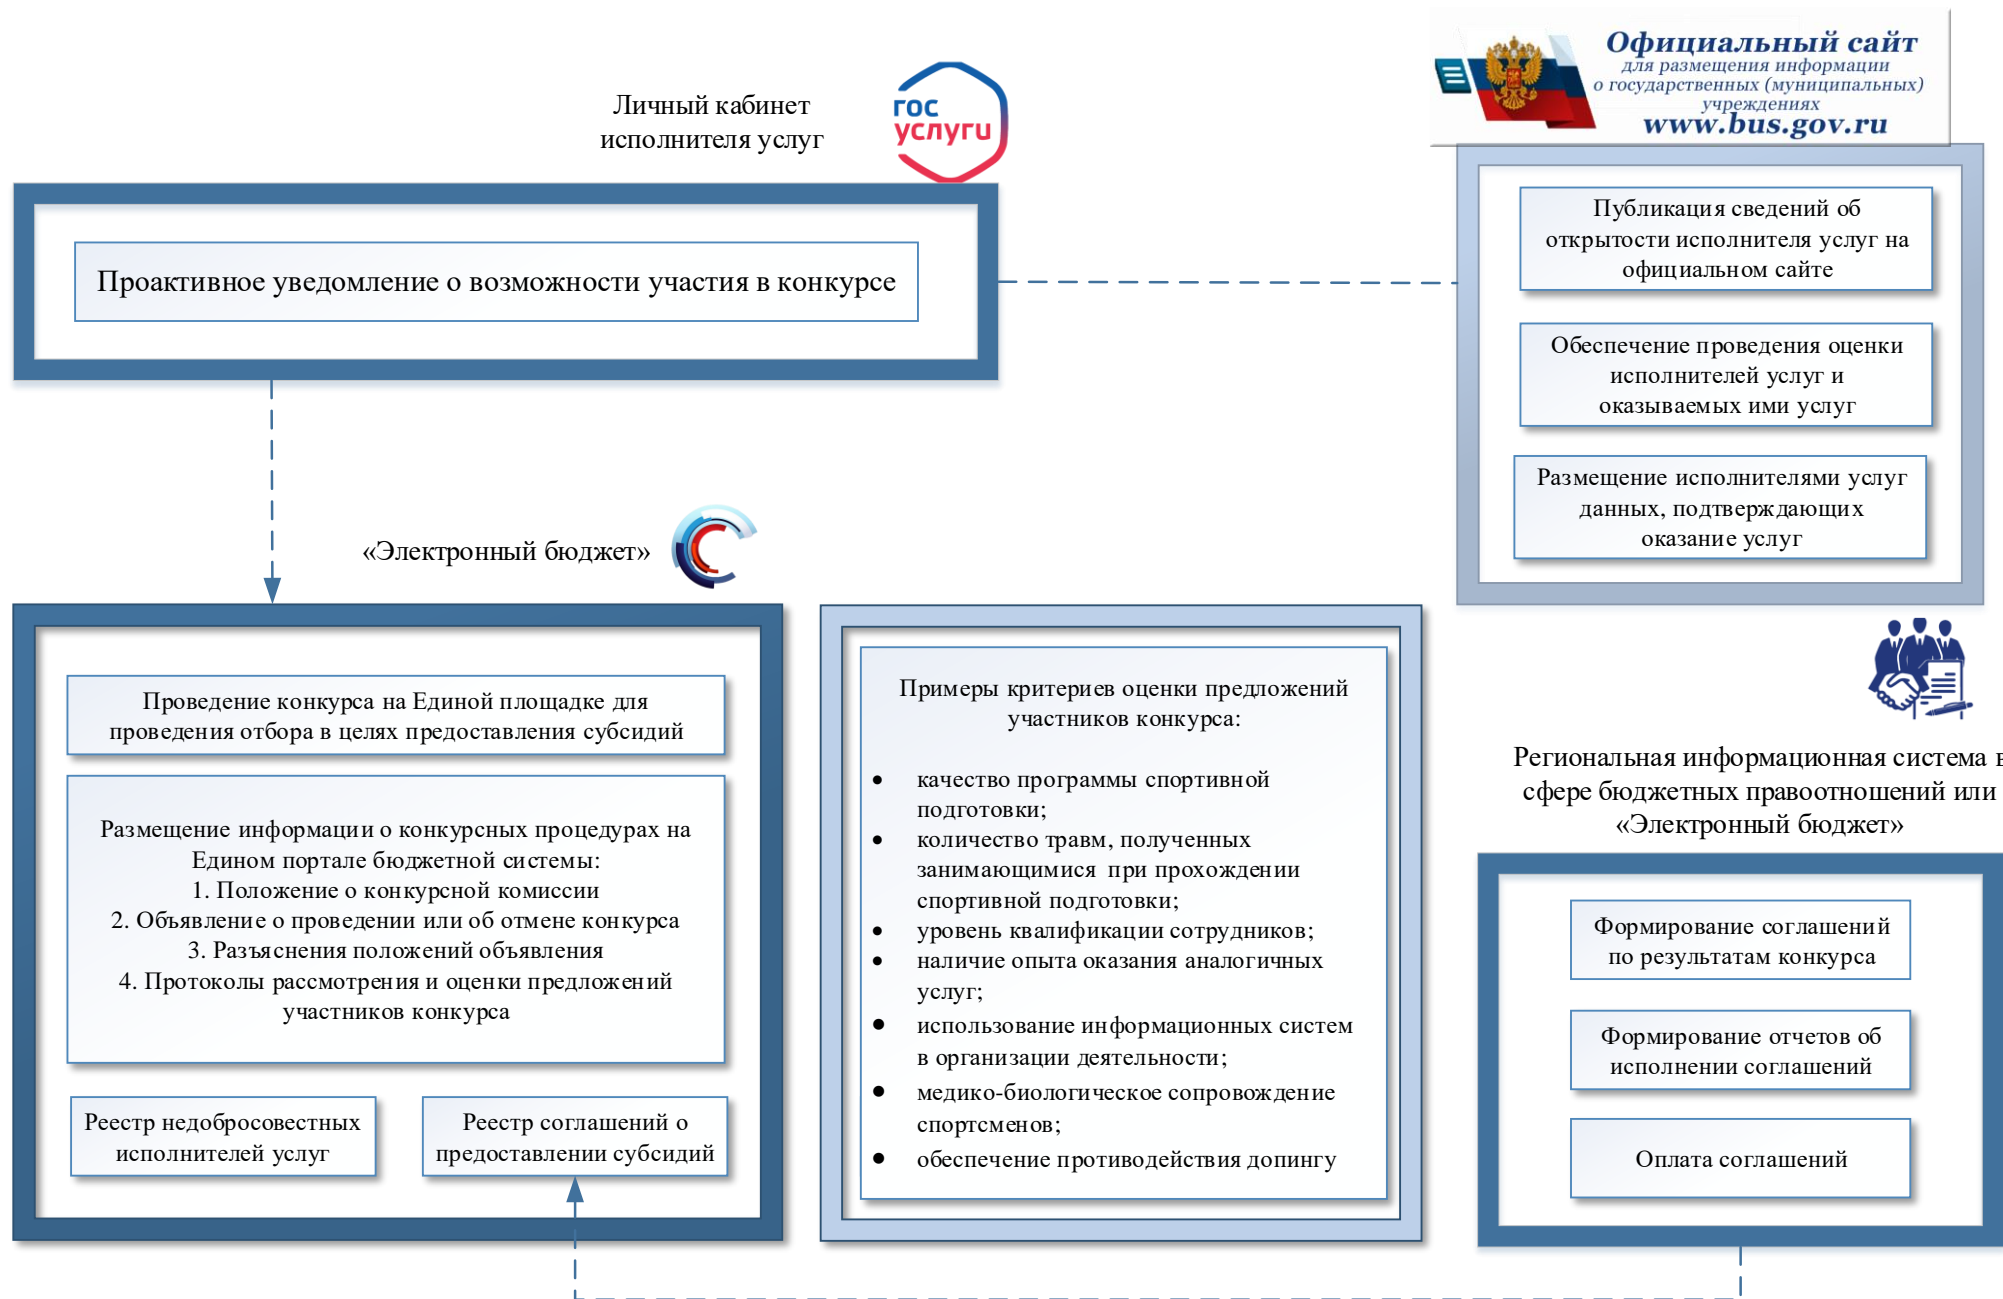 Личный кабинет
исполнителя услуг
гос
услуги
Официальный сайт
для размещения информации
о государственных (муниципальных)
учреждениях
www.bus.gov.ru
Проактивное уведомление о возможности участия в конкурсе
Публикация сведений об
открытости исполнителя услуг на
официальном сайте
Обеспечение проведения оценки
исполнителей услуг и
оказываемых ими услуг
Размещение исполнителями услуг
данных, подтверждающих
оказание услуг
«Электронный бюджет»
Проведение конкурса на Единой площадке для
проведения отбора в целях предоставления субсидий
Размещение информации о конкурсных процедурах на
Едином портале бюджетной системы:
1. Положение о конкурсной комиссии
2. Объявление о проведении или об отмене конкурса
3. Разъяснения положений объявления
4. Протоколы рассмотрения и оценки предложений
участников конкурса
Реестр недобросовестных
исполнителей услуг
Реестр соглашений о
предоставлении субсидий
Примеры критериев оценки предложений
участников конкурса:
• качество программы спортивной
подготовки;
• количество травм, полученных
занимающимися при прохождении
спортивной подготовки;
• уровень квалификации сотрудников;
• наличие опыта оказания аналогичных
услуг;
• использование информационных систем
в организации деятельности;
• медико-биологическое сопровождение
спортсменов;
• обеспечение противодействия допингу
Региональная информационная система в
сфере бюджетных правоотношений или
«Электронный бюджет»
Формирование соглашений
по результатам конкурса
Формирование отчетов об
исполнении соглашений
Оплата соглашений